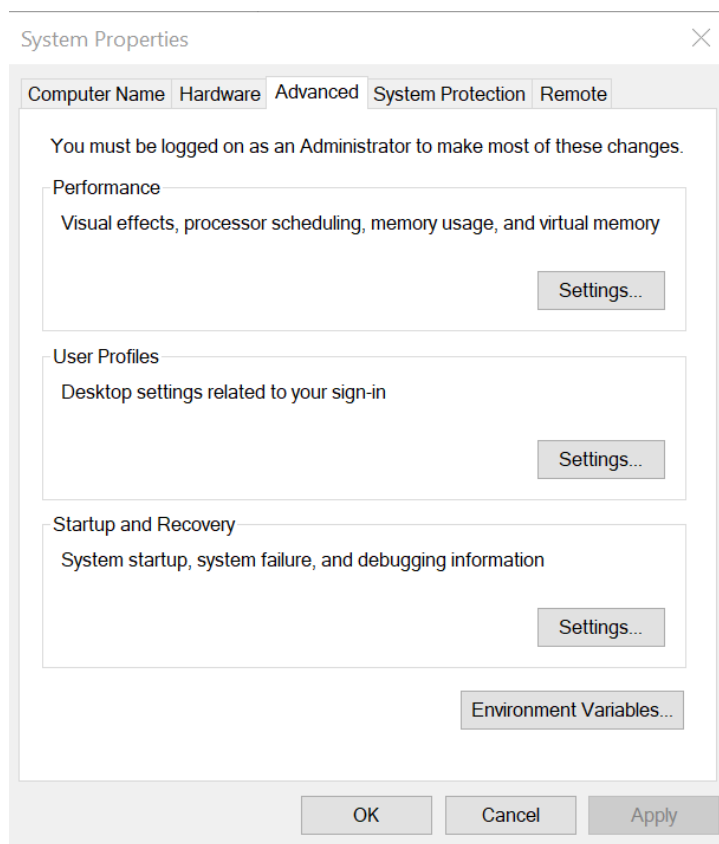 System Properties
Computer Name Hardware Advanced System Protection Remote
You must be logged on as an Administrator to make most of these changes.
Performance
Visual effects, processor scheduling, memory usage, and virtual memory
Settings...
User Profiles
Desktop settings related to your sign-in
Settings...
Startup and Recovery
System startup, system failure, and debugging information
Settings...
Environment Variables...
OK Cancel Apply